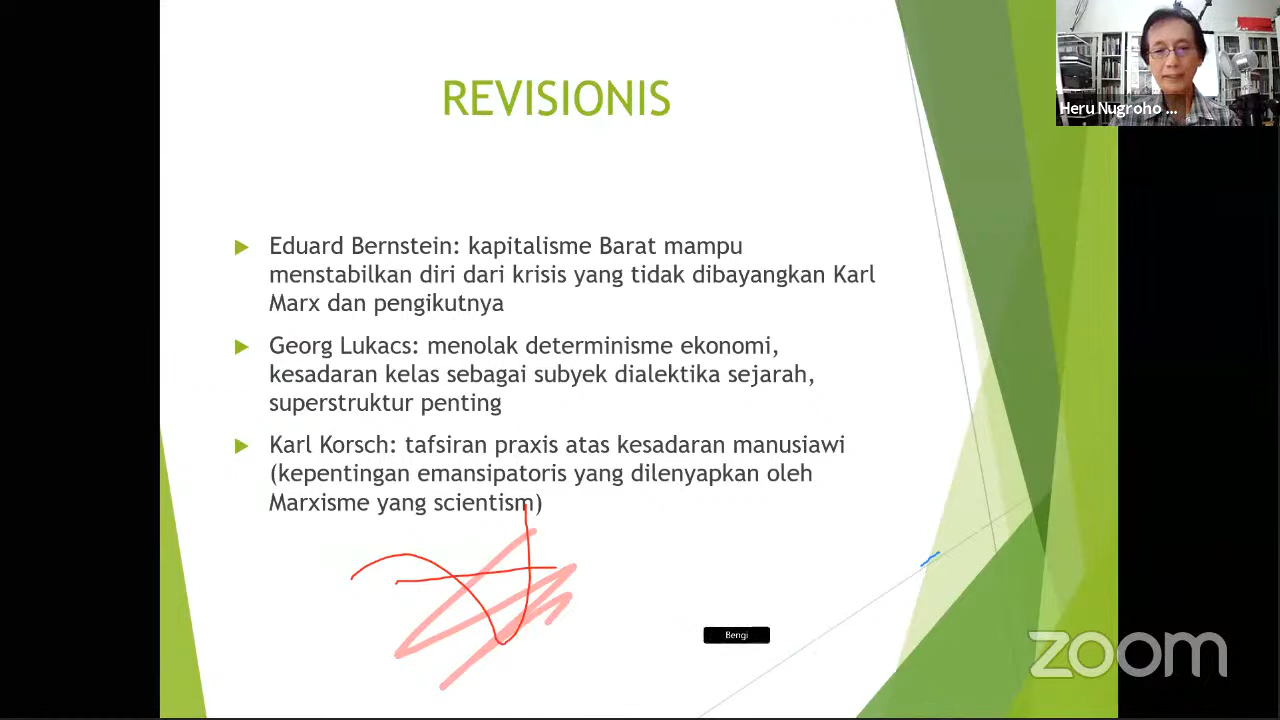 REVISIONIS
Heru Nugroho ...
Eduard Bernstein: kapitalisme Barat mampu
menstabilkan diri dari krisis yang tidak dibayangkan Karl
Marx dan pengikutnya
Georg Lukacs: menolak determinisme ekonomi,
kesadaran kelas sebagai subyek dialektika sejarah,
superstruktur penting
Karl Korsch: tafsiran praxis atas kesadaran manusiawi
(kepentingan emansipatoris yang dilenyapkan oleh
Marxisme yang scientism)
Bengi
zoom